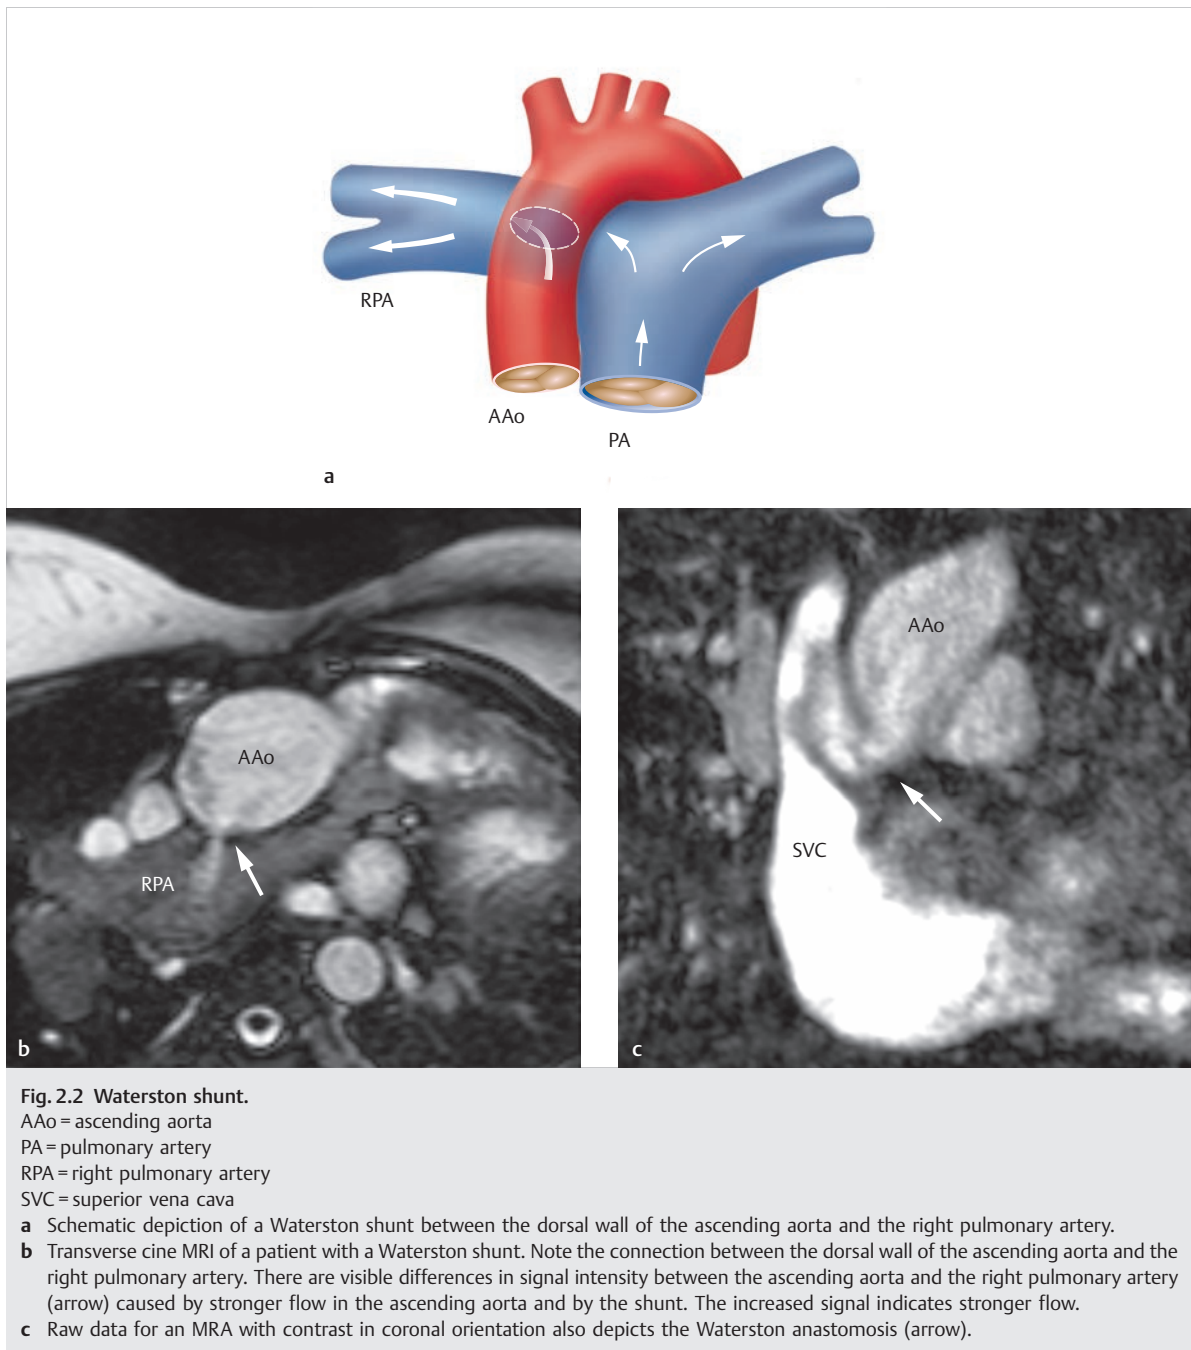 RPA
AAo
PA
a
AAo
RPA
b
AAo
SVC
c
Fig. 2.2 Waterston shunt.
AAo = ascending aorta
PA = pulmonary artery
RPA = right pulmonary artery
SVC = superior vena cava
a Schematic depiction of a Waterston shunt between the dorsal wall of the ascending aorta and the right pulmonary artery.
b Transverse cine MRI of a patient with a Waterston shunt. Note the connection between the dorsal wall of the ascending aorta and the
right pulmonary artery. There are visible differences in signal intensity between the ascending aorta and the right pulmonary artery
(arrow) caused by stronger flow in the ascending aorta and by the shunt. The increased signal indicates stronger flow.
c Raw data for an MRA with contrast in coronal orientation also depicts the Waterston anastomosis (arrow).